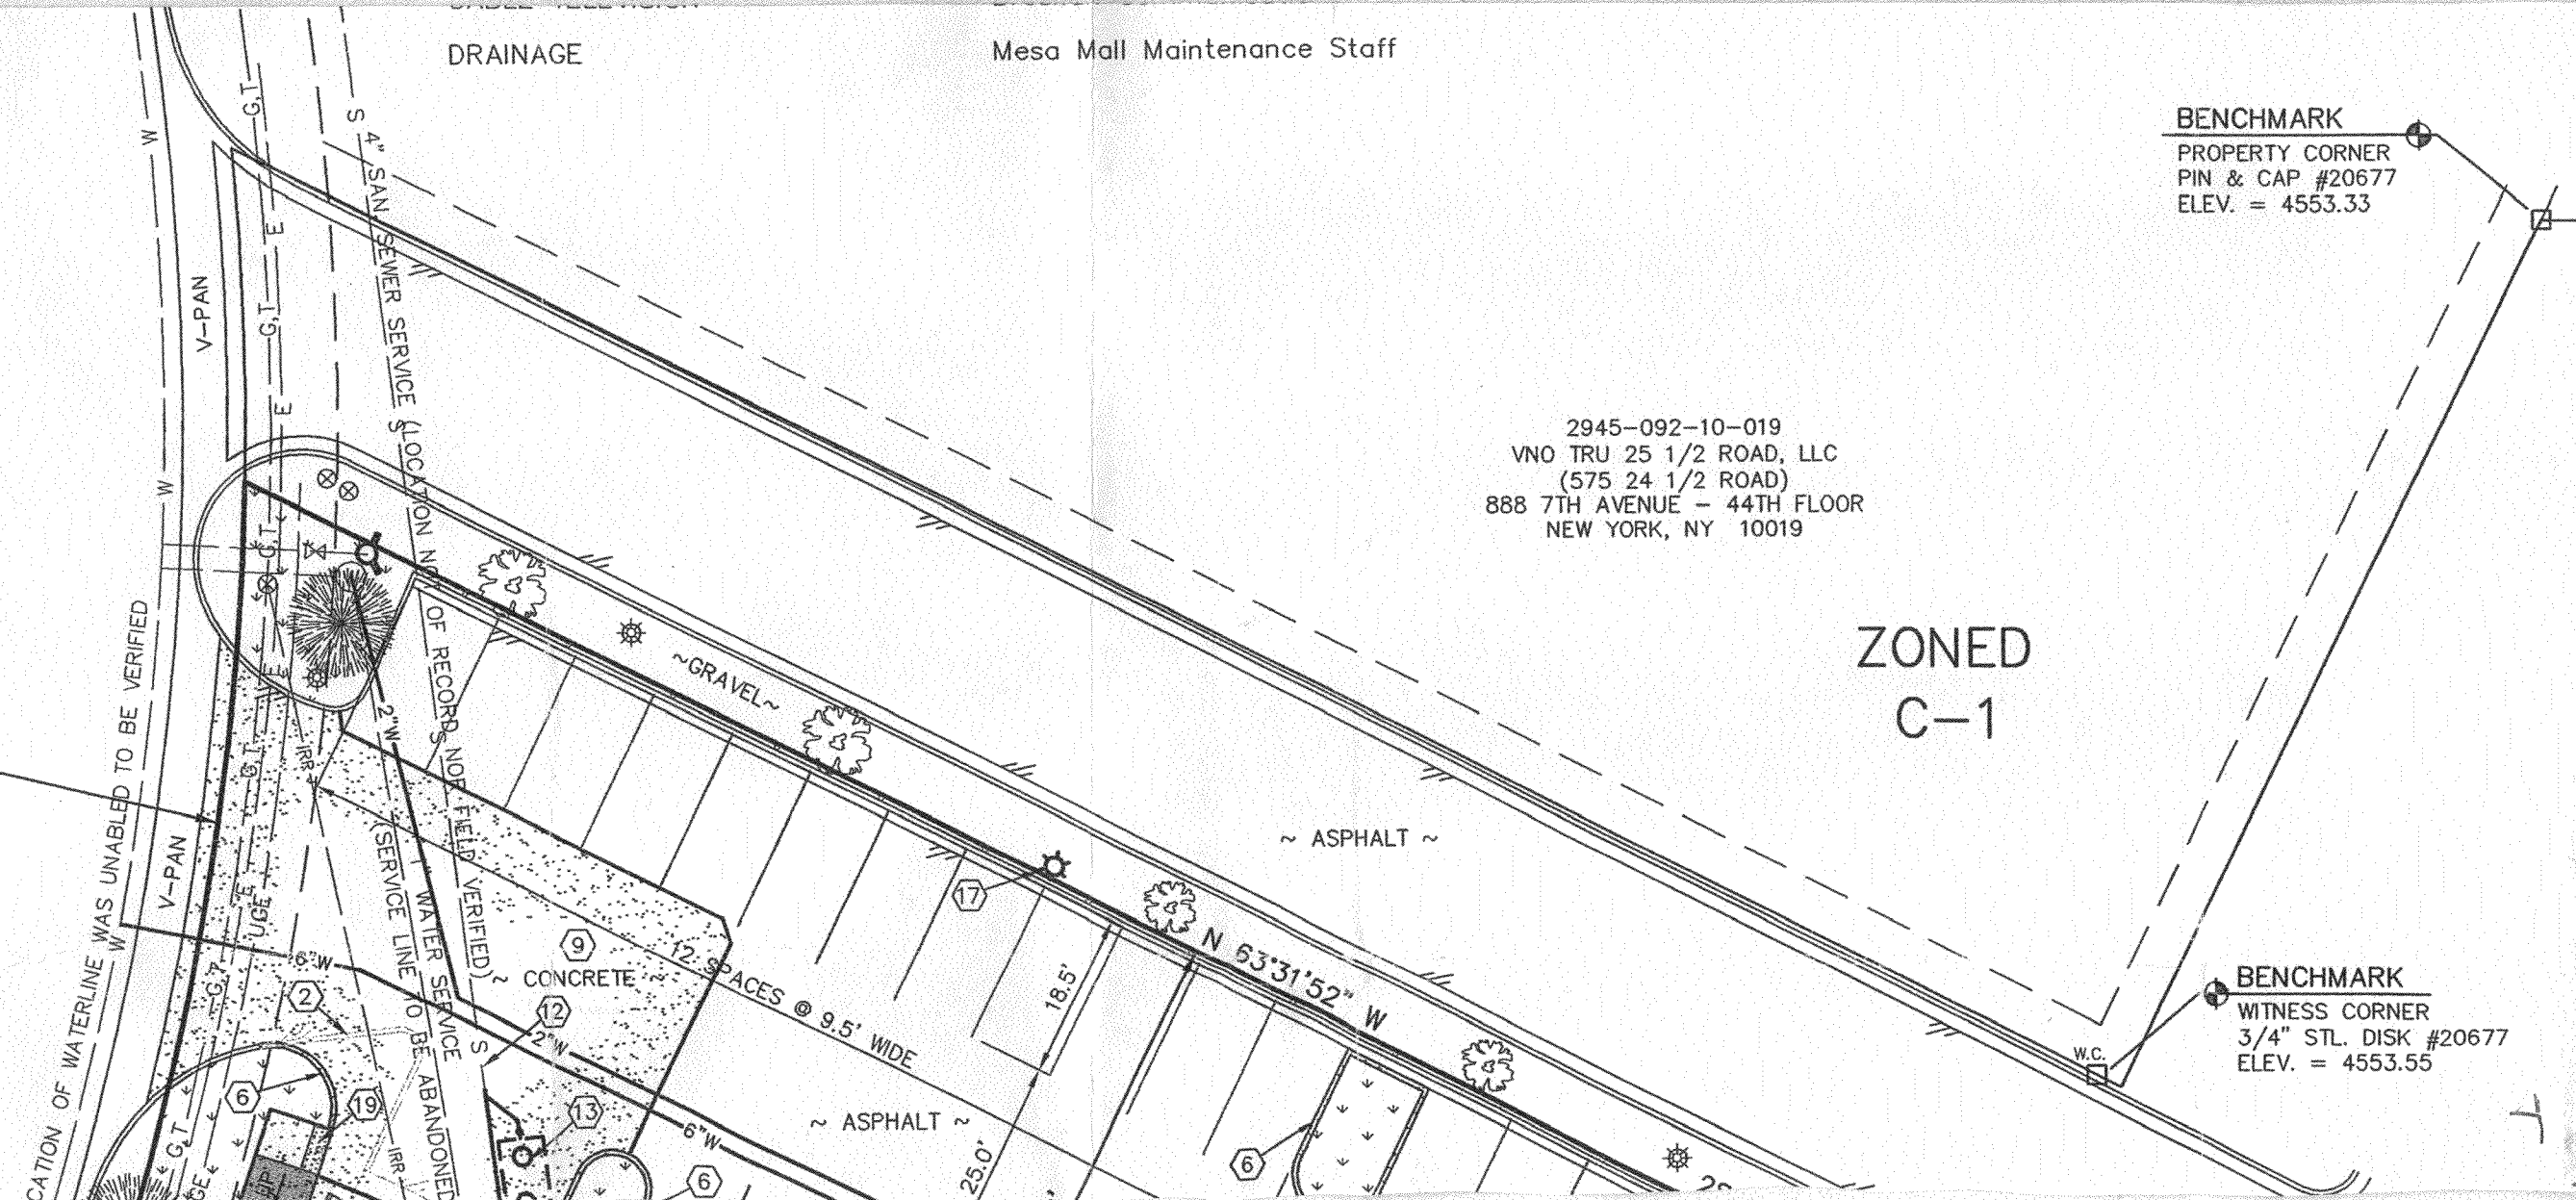 DRAINAGE
Mesa Mall Maintenance Staff
BENCHMARK
PROPERTY CORNER
PIN & CAP #20677
ELEV. = 4553.33
2945-092-10-019
VNO TRU 25 1/2 ROAD, LLC
(575 24 1/2 ROAD)
888 7TH AVENUE – 44TH FLOOR
NEW YORK, NY 10019
ZONED
C-1
BENCHMARK
WITNESS CORNER
3/4" STL. DISK #20677
ELEV. = 4553.55
W.C.
W
W
W
V-PAN
V-PAN
G,T
G,T
G,T
G,T
G,T
G,T
E
E
E
E
S
S
S
S
4" SAN SEWER SERVICE (LOCATION NOT OF RECORD NOR FIELD VERIFIED)
OF WATERLINE WAS UNABLED TO BE VERIFIED
1" WATER SERVICE
(SERVICE LINE TO BE ABANDONED
~GRAVEL~
~ ASPHALT ~
~ ASPHALT ~
~ CONCRETE ~
N 63°31'52" W
12 SPACES @ 9.5' WIDE
18.5'
25.0'
2"W
2"W
6"W
6"W
UGE
IRR
IRR
17
9
2
12
13
19
6
6
6